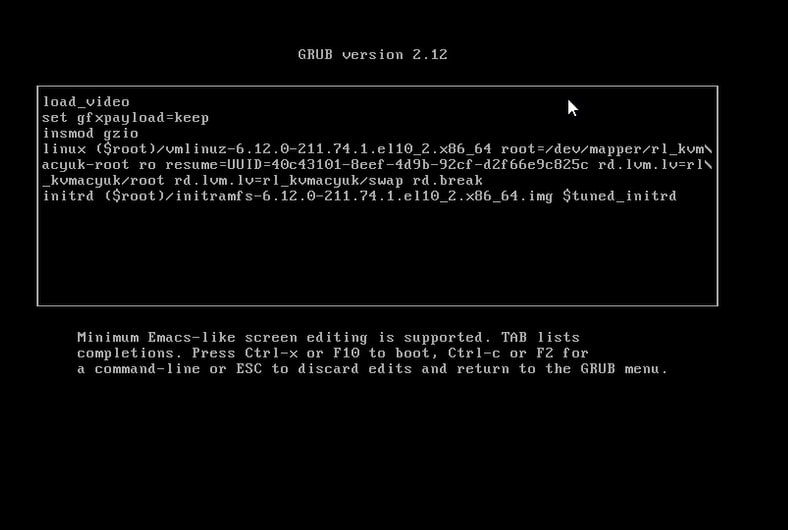 GRUB version 2.12
load_video
set gfxpayload=keep
insmod gzio
linux ($root)/vmlinuz-6.12.0-211.74.1.el10_2.x86_64 root=/dev/mapper/rl_kvm\
acyuk-root ro resume=UUID=40c43101-8eef-4d9b-92cf-d2f66e9c825c rd.lvm.lv=rl\
_kvmacyuk/root rd.lvm.lv=rl_kvmacyuk/swap rd.break
initrd ($root)/initramfs-6.12.0-211.74.1.el10_2.x86_64.img $tuned_initrd
Minimum Emacs-like screen editing is supported. TAB lists
completions. Press Ctrl-x or F10 to boot, Ctrl-c or F2 for
a command-line or ESC to discard edits and return to the GRUB menu.